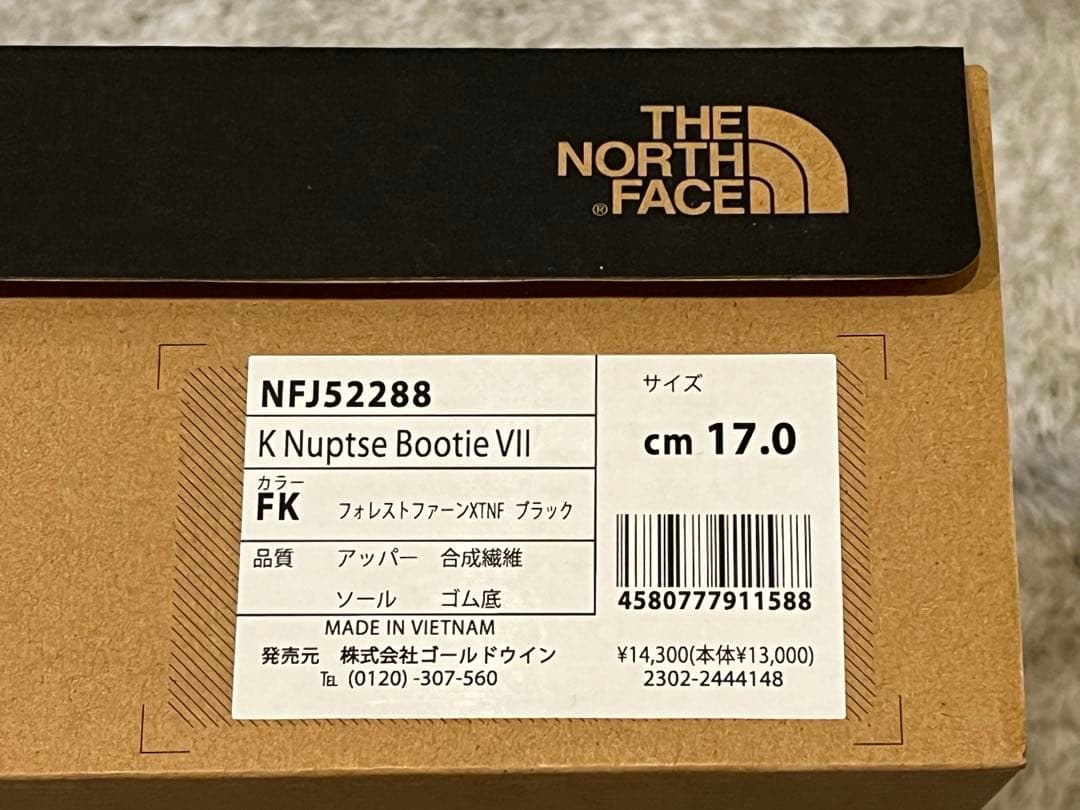 THE
NORTH
® FACE
NFJ52288
K Nuptse Bootie VII
カラー
FK フォレストファーンXTNF ブラック
品質 アッパー 合成繊維
ソール ゴム底
MADE IN VIETNAM
発売元 株式会社ゴールドウイン
℡ (0120) -307-560
サイズ
cm 17.0
4580777911588
¥14,300(本体¥13,000)
2302-2444148